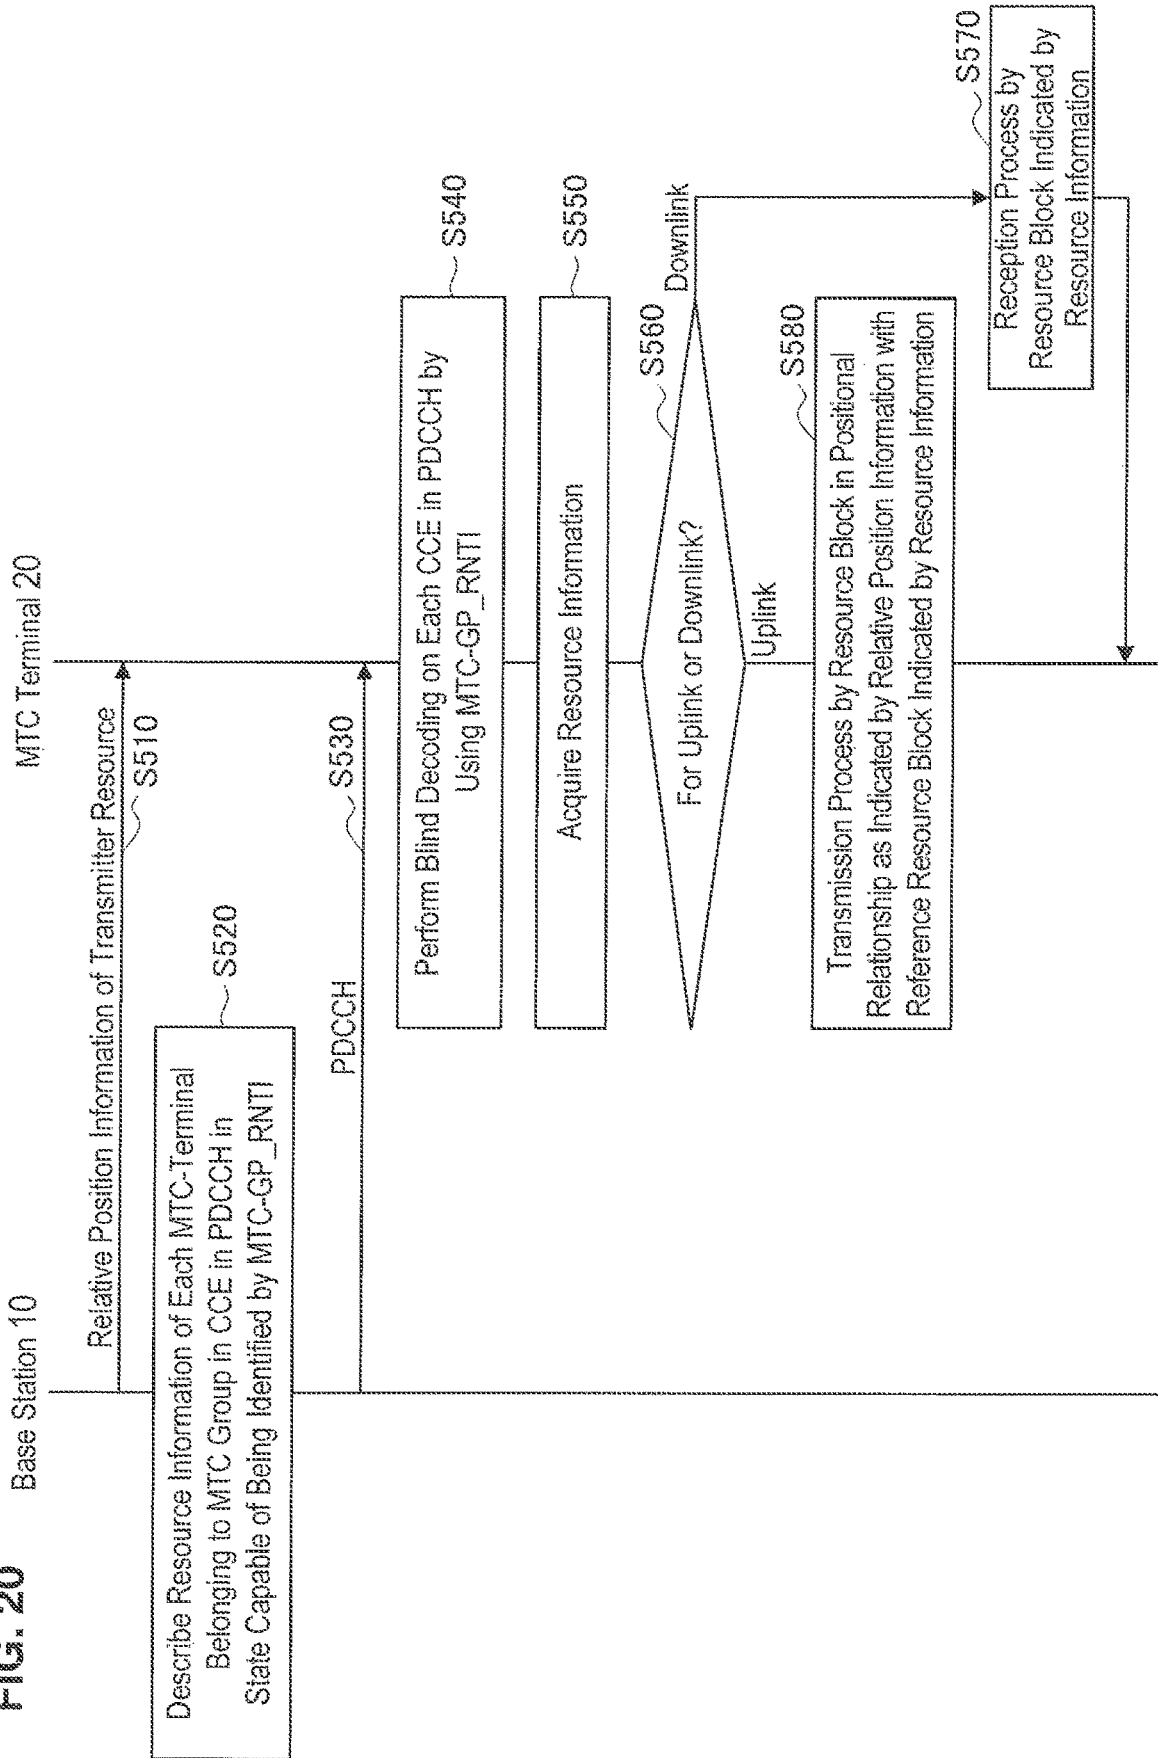 FIG. 20
Base Station 10
MTC Terminal 20
Relative Position Information of Transmitter Resource
S510
Describe Resource Information of Each MTC-Terminal
Belonging to MTC Group in CCE in PDCCH in
State Capable of Being Identified by MTC-GP_RNTI
S520
PDCCH
S530
Perform Blind Decoding on Each CCE in PDCCH by
Using MTC-GP_RNTI
S540
Acquire Resource Information
S550
For Uplink or Downlink?
S560
Downlink
Uplink
Transmission Process by Resource Block in Positional
Relationship as Indicated by Relative Position Information with
Reference Resource Block Indicated by Resource Information
S580
Reception Process by
Resource Block Indicated by
Resource Information
S570